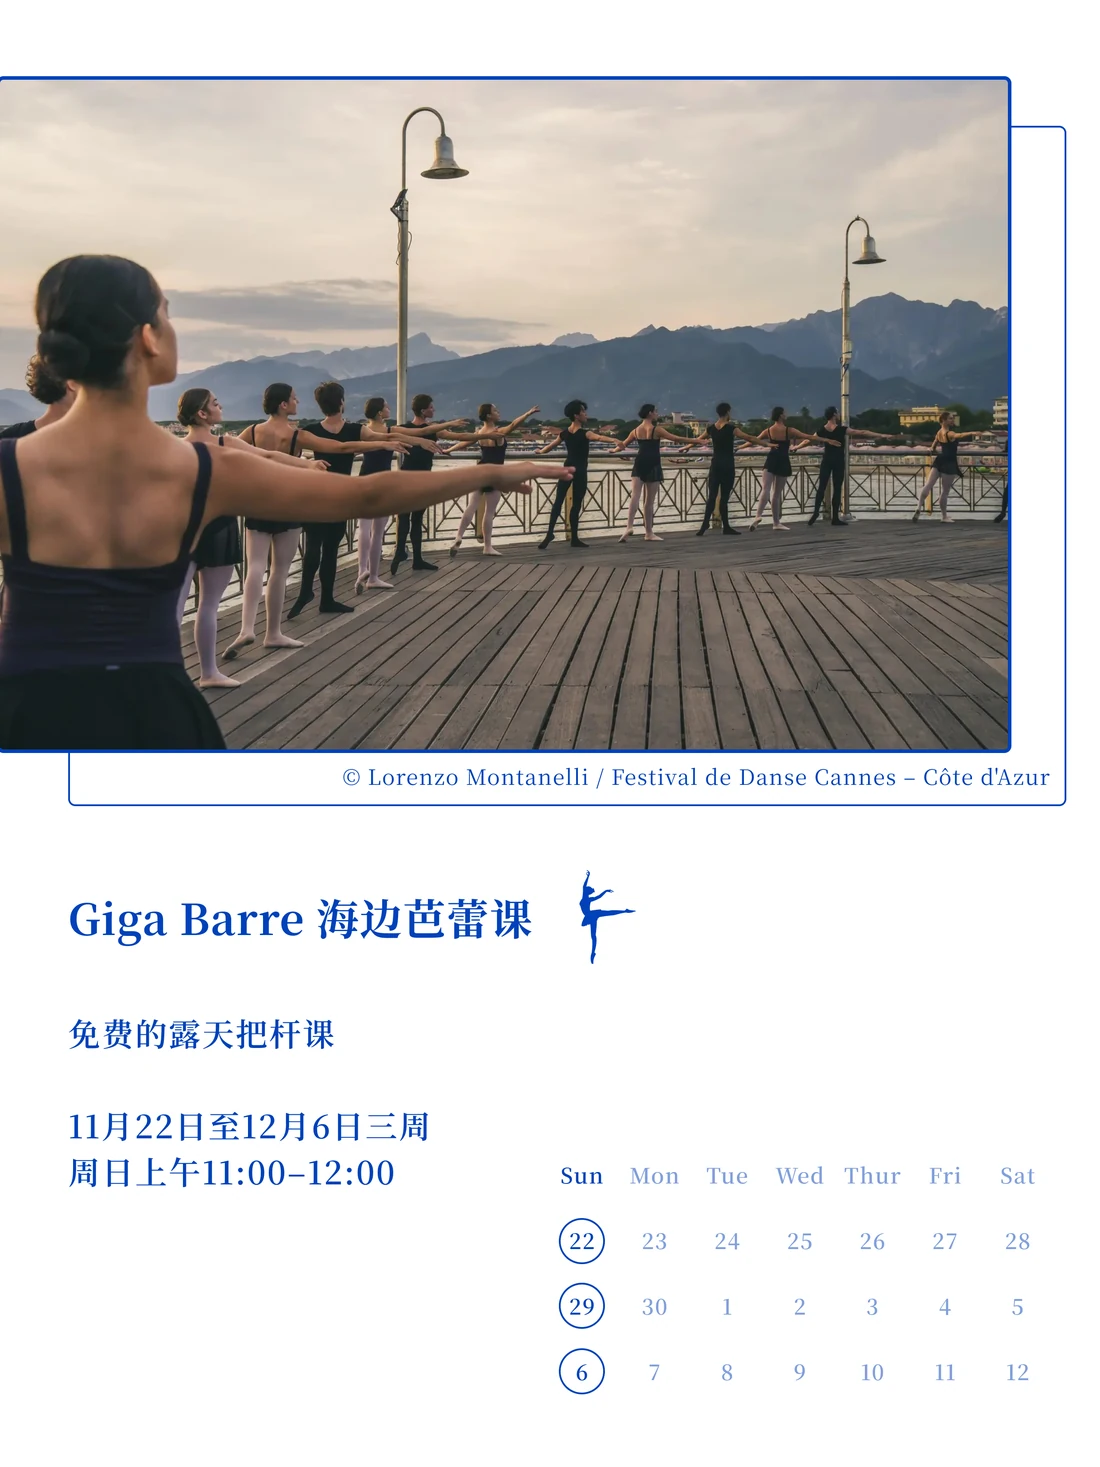 © Lorenzo Montanelli / Festival de Danse Cannes – Côte d'Azur
Giga Barre 海边芭蕾课
免费的露天把杆课
11月22日至12月6日三周
周日上午11:00–12:00
Sun Mon Tue Wed Thur Fri Sat
22 23 24 25 26 27 28
29 30 1 2 3 4 5
6 7 8 9 10 11 12